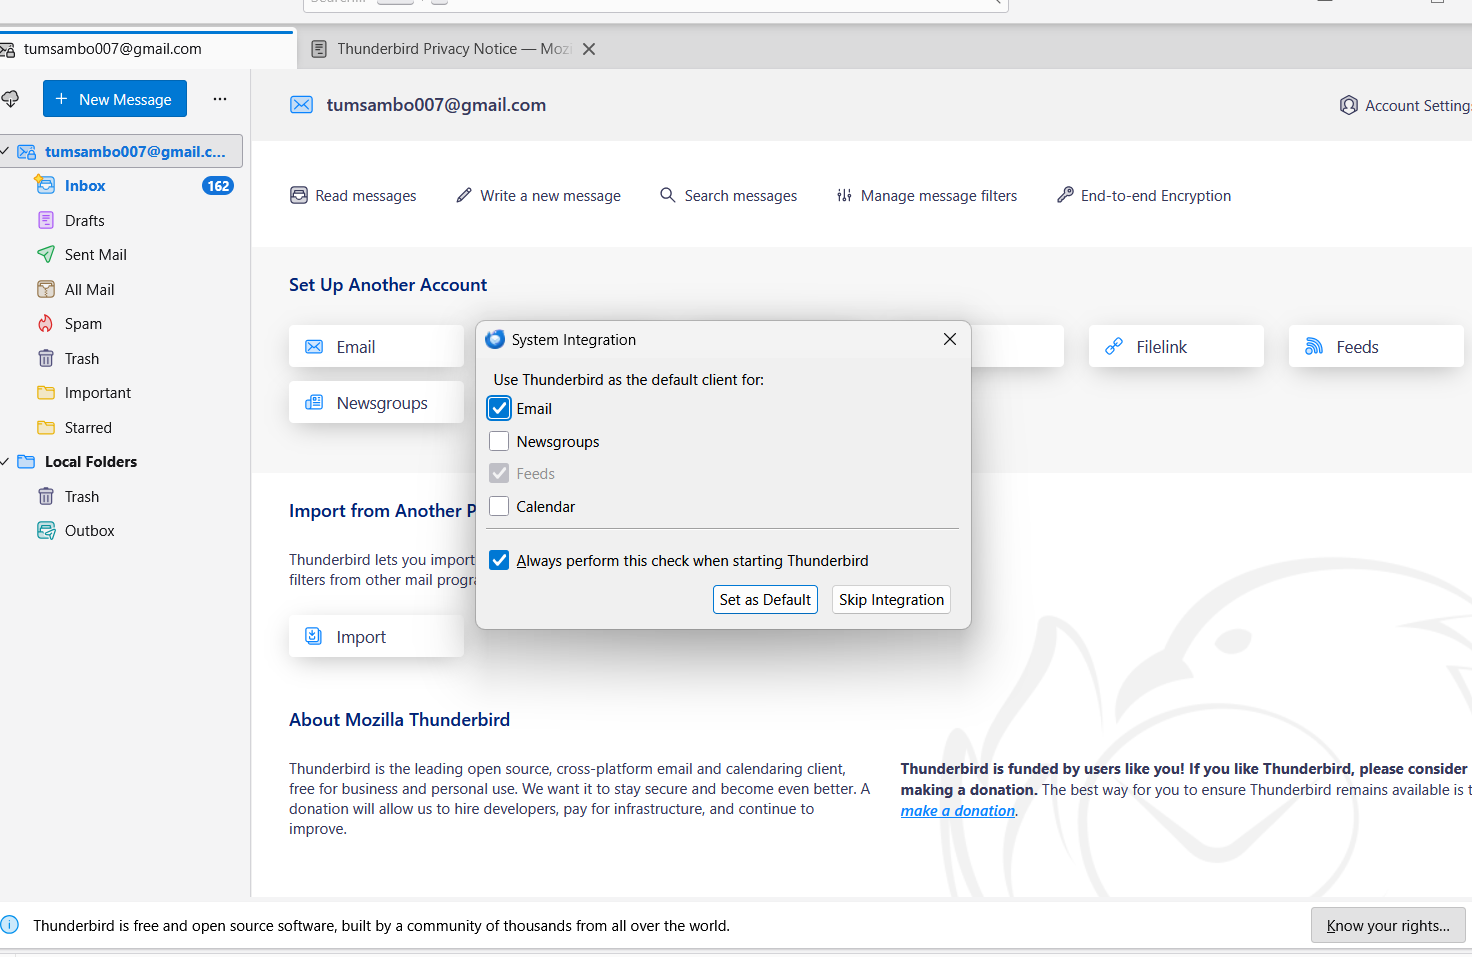 tumsambo007@gmail.com
Thunderbird Privacy Notice — Mozi
New Message
tumsambo007@gmail.com
Account Setting
tumsambo007@gmail.c...
Inbox 162
Drafts
Sent Mail
All Mail
Spam
Trash
Important
Starred
Local Folders
Trash
Outbox
Read messages
Write a new message
Search messages
Manage message filters
End-to-end Encryption
Set Up Another Account
Email
Filelink
Feeds
Newsgroups
System Integration
Use Thunderbird as the default client for:
Email
Newsgroups
Feeds
Calendar
Always perform this check when starting Thunderbird
Set as Default
Skip Integration
Import from Another P
Thunderbird lets you import
filters from other mail progra
Import
About Mozilla Thunderbird
Thunderbird is the leading open source, cross-platform email and calendaring client,
free for business and personal use. We want it to stay secure and become even better. A
donation will allow us to hire developers, pay for infrastructure, and continue to
improve.
Thunderbird is funded by users like you! If you like Thunderbird, please consider
making a donation. The best way for you to ensure Thunderbird remains available is t
make a donation.
Thunderbird is free and open source software, built by a community of thousands from all over the world.
Know your rights...